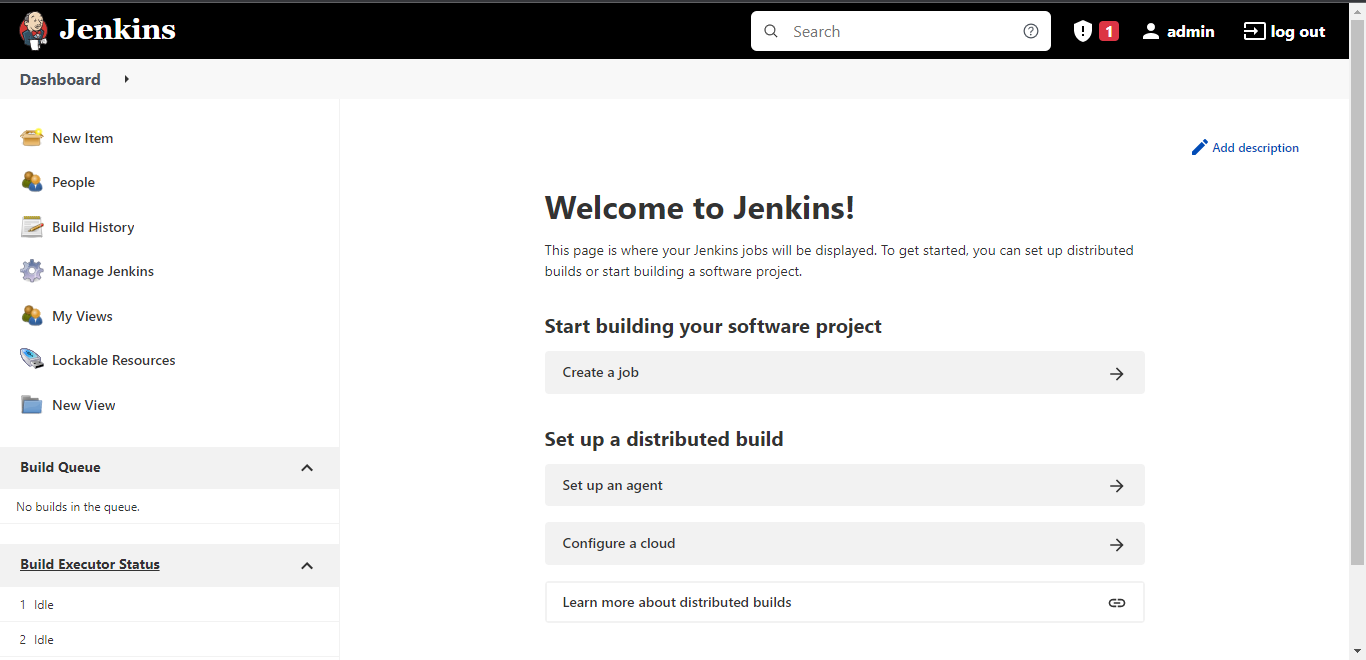 Jenkins
Search
1
admin
log out
Dashboard
New Item
People
Build History
Manage Jenkins
My Views
Lockable Resources
New View
Build Queue
No builds in the queue.
Build Executor Status
1 Idle
2 Idle
Add description
Welcome to Jenkins!
This page is where your Jenkins jobs will be displayed. To get started, you can set up distributed
builds or start building a software project.
Start building your software project
Create a job
Set up a distributed build
Set up an agent
Configure a cloud
Learn more about distributed builds